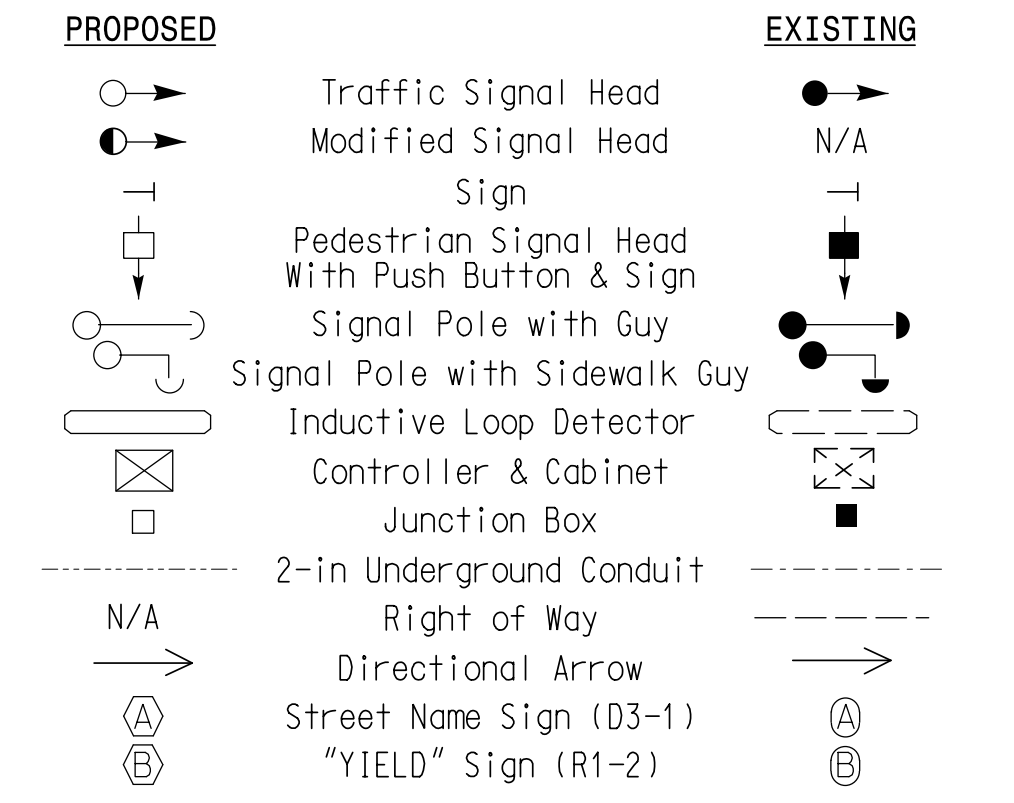 PROPOSED EXISTING
Traffic Signal Head
Modified Signal Head N/A
Sign
Pedestrian Signal Head
With Push Button & Sign
Signal Pole with Guy
Signal Pole with Sidewalk Guy
Inductive Loop Detector
Controller & Cabinet
Junction Box
2-in Underground Conduit
N/A Right of Way
Directional Arrow
A Street Name Sign (D3-1) A
B "YIELD" Sign (R1-2) B